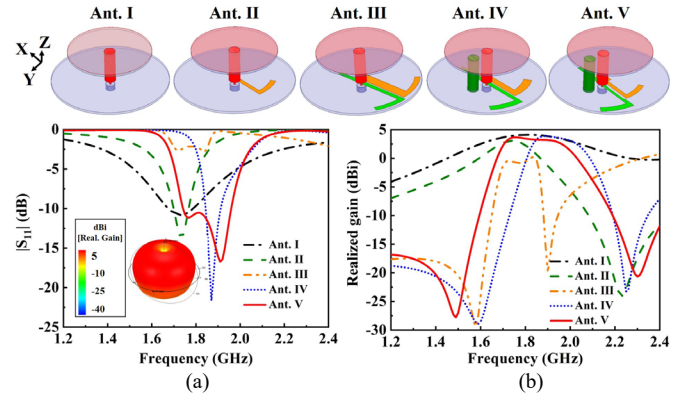 Ant. I Ant. II Ant. III Ant. IV Ant. V
X Z
Y
|S11| (dB)
0
-5
-10
-15
-20
-25
dBi
[Real. Gain]
5
-10
-25
-40
Ant. I
Ant. II
Ant. III
Ant. IV
Ant. V
1.2 1.4 1.6 1.8 2.0 2.2 2.4
Frequency (GHz)
(a)
Realized gain (dBi)
5
0
-5
-10
-15
-20
-25
-30
Ant. I
Ant. II
Ant. III
Ant. IV
Ant. V
1.2 1.4 1.6 1.8 2.0 2.2 2.4
Frequency (GHz)
(b)